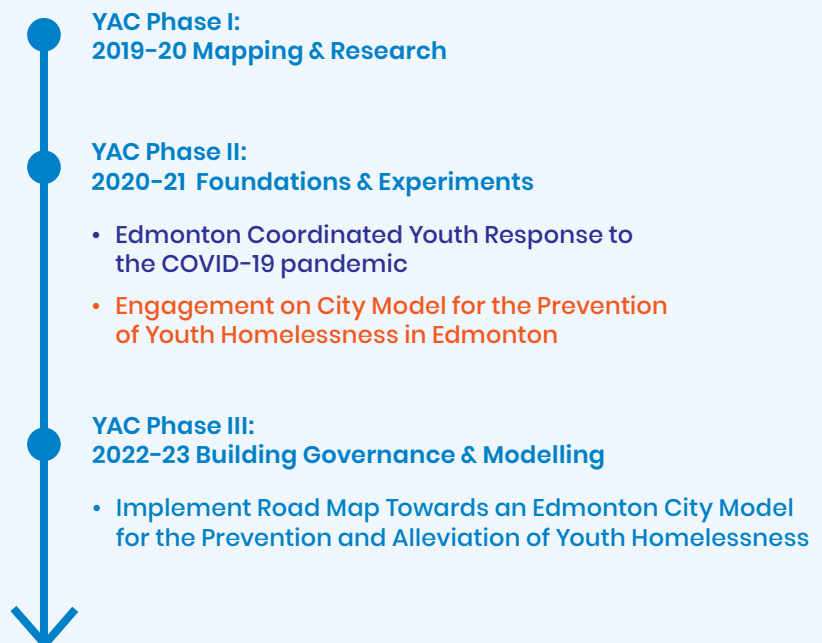 YAC Phase I:
2019-20 Mapping & Research
YAC Phase II:
2020-21 Foundations & Experiments
• Edmonton Coordinated Youth Response to
the COVID-19 pandemic
• Engagement on City Model for the Prevention
of Youth Homelessness in Edmonton
YAC Phase III:
2022-23 Building Governance & Modelling
• Implement Road Map Towards an Edmonton City Model
for the Prevention and Alleviation of Youth Homelessness